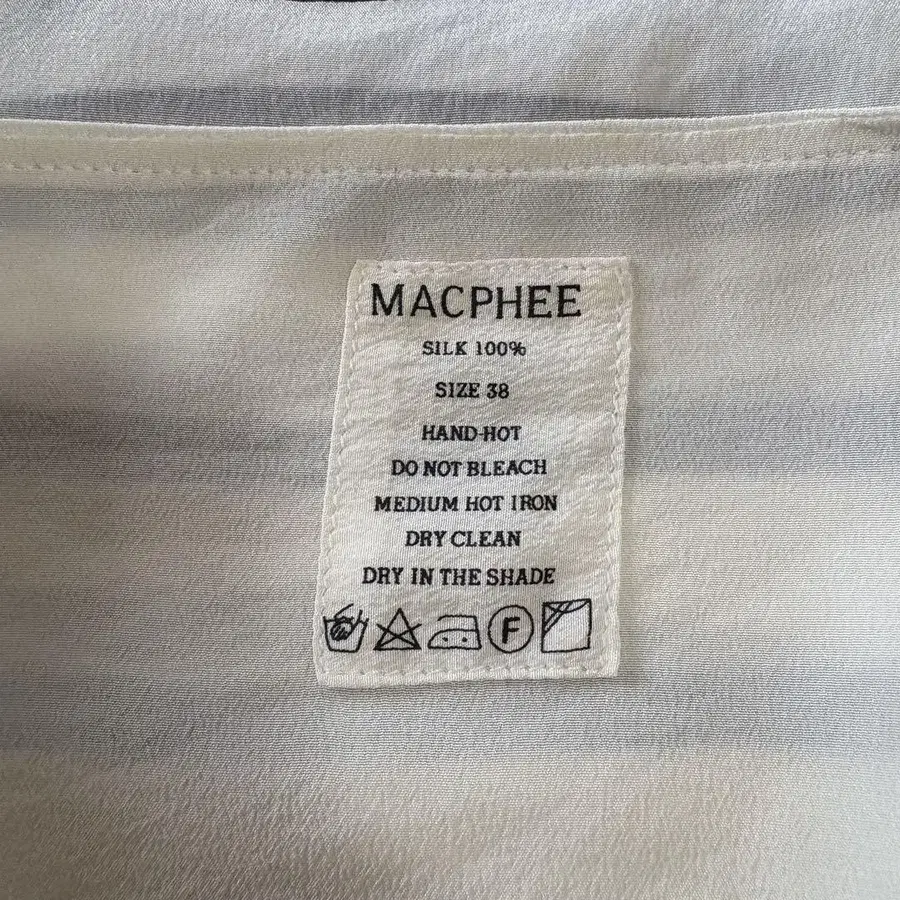 MACPHEE
SILK 100%
SIZE 38
HAND-HOT
DO NOT BLEACH
MEDIUM HOT IRON
DRY CLEAN
DRY IN THE SHADE
F